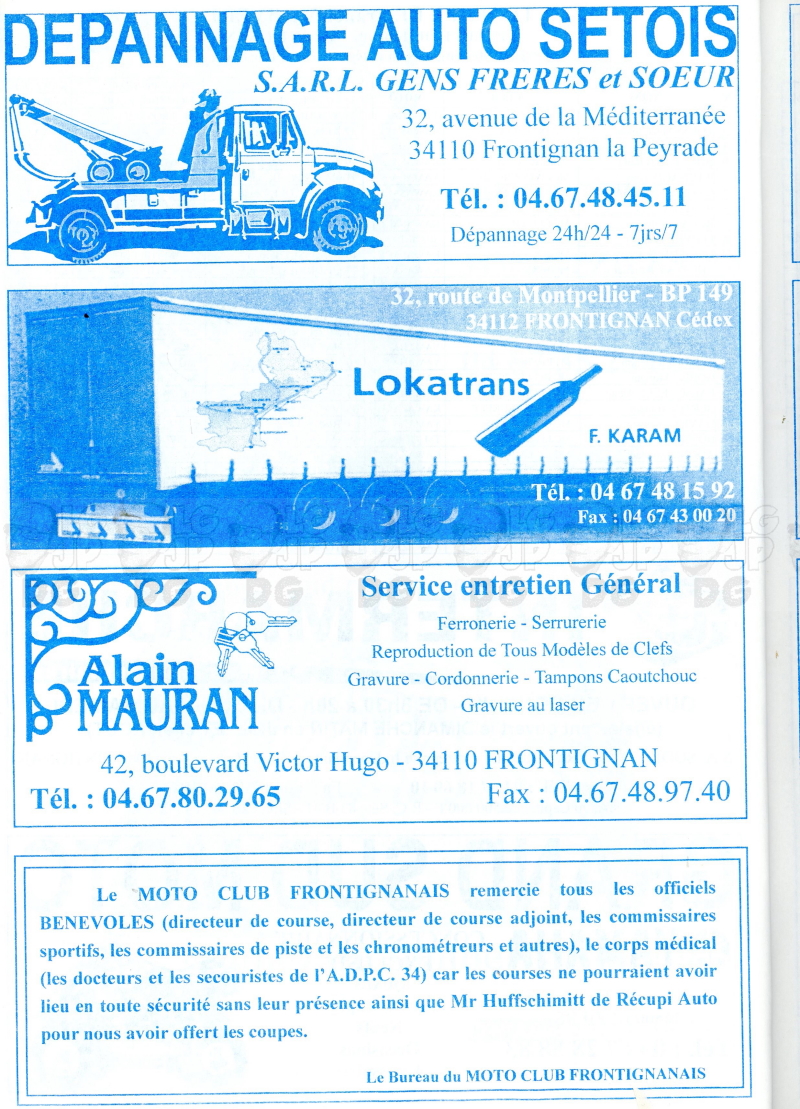 DEPANNAGE AUTO SETOIS
S.A.R.L. GENS FRERES et SOEUR
32, avenue de la Méditerranée
34110 Frontignan la Peyrade
Tél. : 04.67.48.45.11
Dépannage 24h/24 - 7jrs/7
32, route de Montpellier - BP 149
34112 FRONTIGNAN Cédex
Lokatrans
F. KARAM
Tél. : 04 67 48 15 92
Fax : 04 67 43 00 20
Service entretien Général
Ferronerie - Serrurerie
Reproduction de Tous Modèles de Clefs
Gravure - Cordonnerie - Tampons Caoutchouc
Gravure au laser
Alain
MAURAN
42, boulevard Victor Hugo - 34110 FRONTIGNAN
Tél. : 04.67.80.29.65
Fax : 04.67.48.97.40
Le MOTO CLUB FRONTIGNANAIS remercie tous les officiels
BENEVOLES (directeur de course, directeur de course adjoint, les commissaires
sportifs, les commissaires de piste et les chronométreurs et autres), le corps médical
(les docteurs et les secouristes de l'A.D.P.C. 34) car les courses ne pourraient avoir
lieu en toute sécurité sans leur présence ainsi que Mr Huffschimitt de Récupi Auto
pour nous avoir offert les coupes.
Le Bureau du MOTO CLUB FRONTIGNANAIS